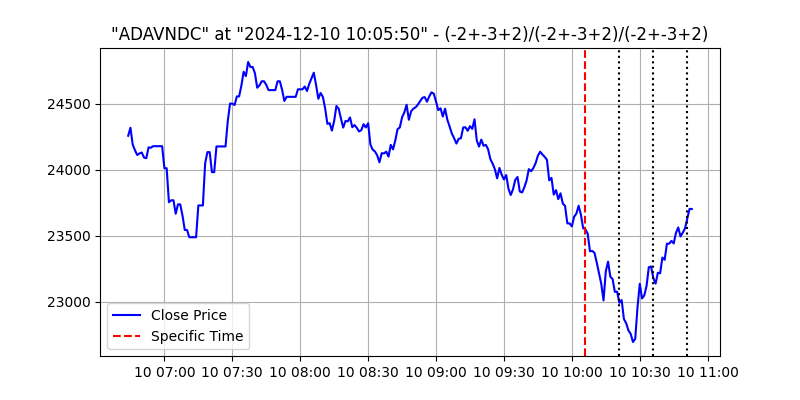 "ADAVNDC" at "2024-12-10 10:05:50" - (-2+-3+2)/(-2+-3+2)/(-2+-3+2)
24500
24000
23500
23000
Close Price
Specific Time
10 07:00 10 07:30 10 08:00 10 08:30 10 09:00 10 09:30 10 10:00 10 10:30 10 11:00